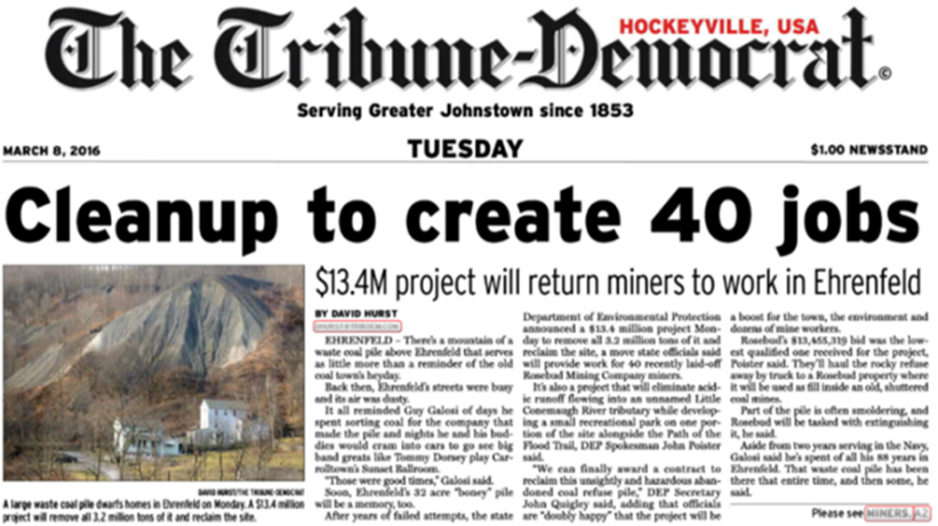 HOCKEYVILLE, USA
The Tribune-Democrat©
Serving Greater Johnstown since 1853
MARCH 8, 2016
TUESDAY
$1.00 NEWSSTAND
Cleanup to create 40 jobs
$13.4M project will return miners to work in Ehrenfeld
DAVID HURST/THE TRIBUNE-DEMOCRAT
A large waste coal pile dwarfs homes in Ehrenfeld on Monday. A $13.4 million
project will remove all 3.2 million tons of it and reclaim the site.
BY DAVID HURST
DHURST@TRIBDEM.COM
EHRENFELD – There's a mountain of
waste coal pile above Ehrenfeld that serves
as little more than a reminder of the old
coal town's heyday.
Back then, Ehrenfeld's streets were busy
and its air was dusty.
It all reminded Guy Galosi of days he
spent sorting coal for the company that
made the pile and nights he and his bud-
dies would cram into cars to go see big
band greats like Tommy Dorsey play Car-
rolltown's Sunset Ballroom.
"Those were good times," Galosi said.
Soon, Ehrenfeld's 32 acre "boney" pile
will be a memory, too.
After years of failed attempts, the state
Department of Environmental Protection
announced a $13.4 million project Mon-
day to remove all 3.2 million tons of it and
reclaim the site, a move state officials said
will provide work for 40 recently laid-off
Rosebud Mining Company miners.
It's also a project that will eliminate acid-
ic runoff flowing into an unnamed Little
Conemaugh River tributary while develop-
ing a small recreational park on one por-
tion of the site alongside the Path of the
Flood Trail, DEP Spokesman John Poister
said.
"We can finally award a contract to
reclaim this unsightly and hazardous aban-
doned coal refuse pile," DEP Secretary
John Quigley said, adding that officials
are "doubly happy" that the project will be
a boost for the town, the environment and
dozens of mine workers.
Rosebud's $13,455,319 bid was the low-
est qualified one received for the project,
Poister said. They'll haul the rocky refuse
away by truck to a Rosebud property where
it will be used as fill inside an old, shuttered
coal mines.
Part of the pile is often smoldering, and
Rosebud will be tasked with extinguishing
it, he said.
Aside from two years serving in the Navy,
Galosi said he's spent of all his 88 years in
Ehrenfeld. That waste coal pile has been
there that entire time, and then some, he
said.
Please see MINERS, A2